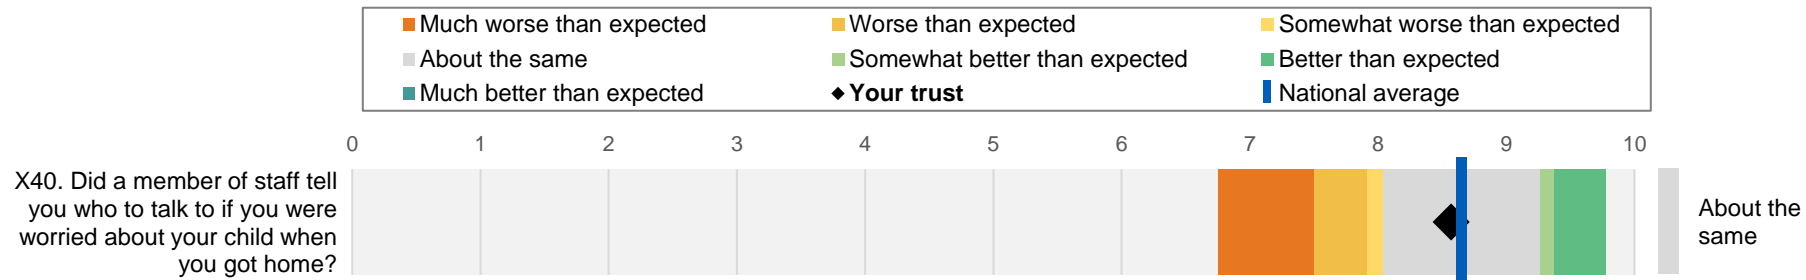 Much worse than expected
Worse than expected
Somewhat worse than expected
About the same
Somewhat better than expected
Better than expected
Much better than expected
Your trust
National average
0 1 2 3 4 5 6 7 8 9 10
X40. Did a member of staff tell
you who to talk to if you were
worried about your child when
you got home?
About the
same